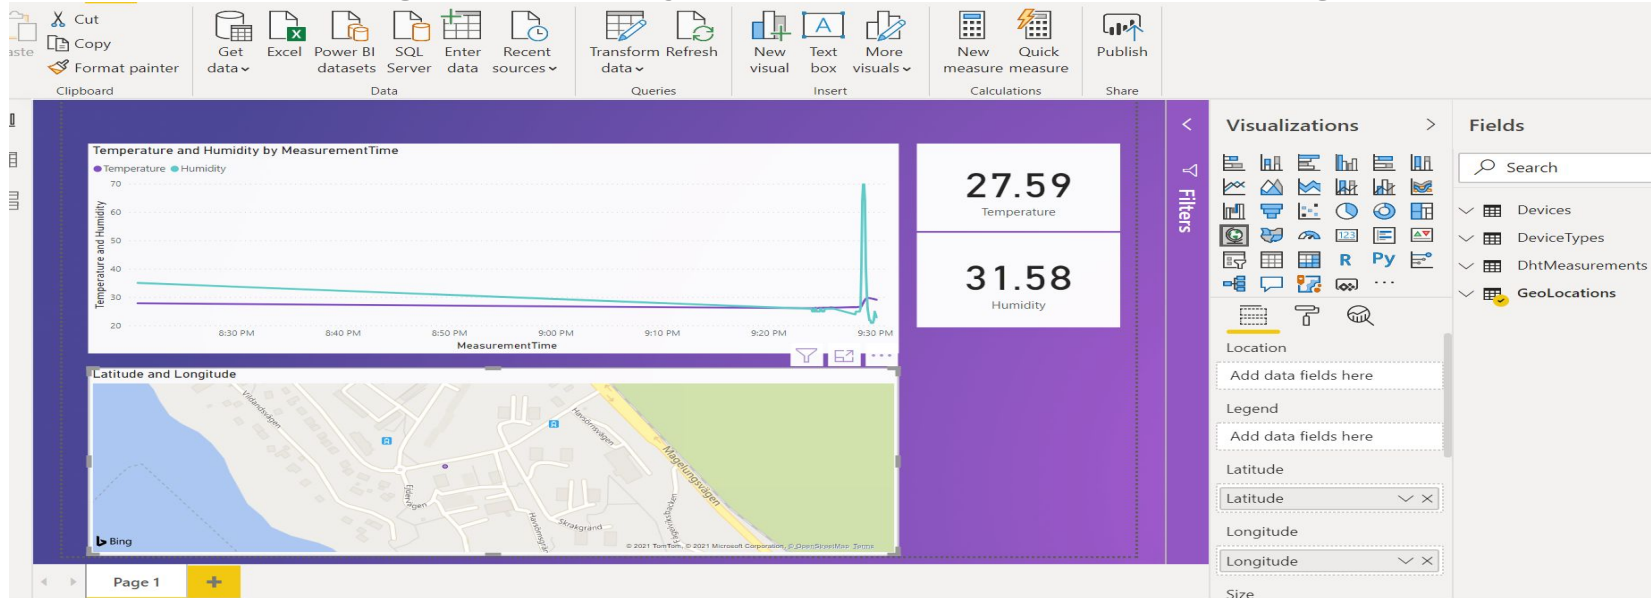 Cut
Copy
Format painter
Clipboard
Get data
Excel
Power BI datasets
SQL Server
Enter data
Recent sources
Data
Transform data
Refresh
Queries
New visual
Text box
More visuals
Insert
New measure
Quick measure
Calculations
Publish
Share
Temperature and Humidity by MeasurementTime
Temperature Humidity
70
60
50
40
30
20
Temperature and Humidity
8:30 PM 8:40 PM 8:50 PM 9:00 PM 9:10 PM 9:20 PM 9:30 PM
MeasurementTime
27.59
Temperature
31.58
Humidity
Latitude and Longitude
Vildandsvägen
Havsörnsvägen
Magelungsvägen
Skrakgränd
Bing
© 2021 TomTom, © 2021 Microsoft Corporation, © OpenStreetMap Terms
Page 1
+
Filters
Visualizations
123
R
Py
Location
Add data fields here
Legend
Add data fields here
Latitude
Latitude
Longitude
Longitude
Size
Fields
Search
Devices
DeviceTypes
DhtMeasurements
GeoLocations